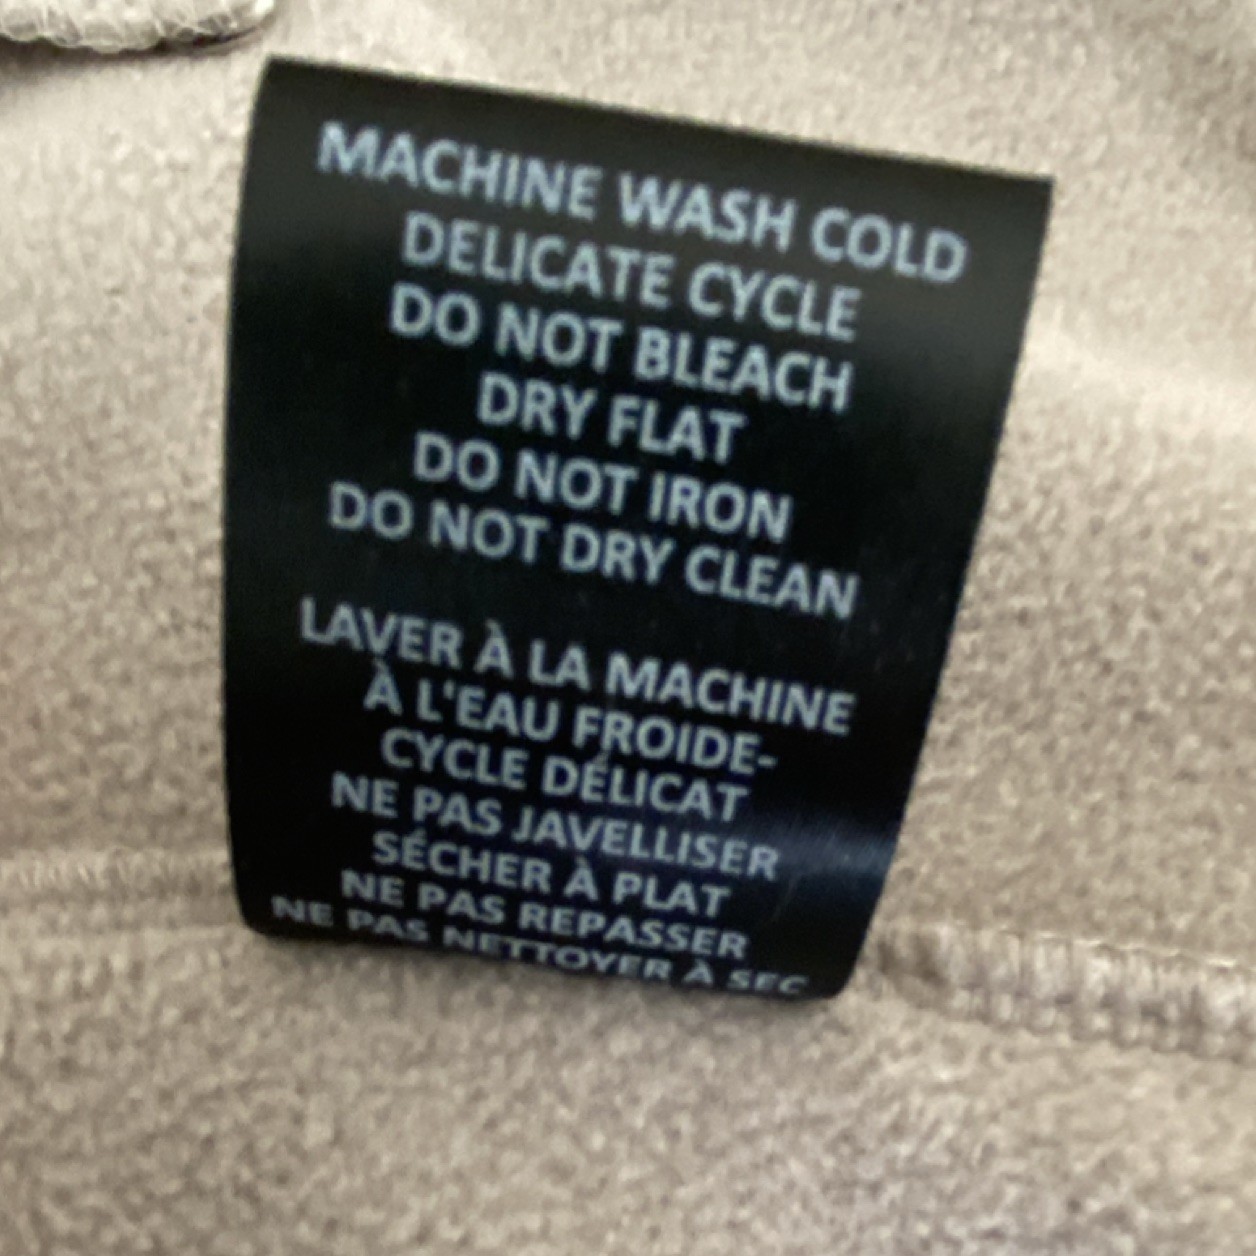 MACHINE WASH COLD
DELICATE CYCLE
DO NOT BLEACH
DRY FLAT
DO NOT IRON
DO NOT DRY CLEAN
LAVER À LA MACHINE
À L'EAU FROIDE-
CYCLE DÉLICAT
NE PAS JAVELLISER
SÉCHER À PLAT
NE PAS REPASSER
NE PAS NETTOYER À SEC